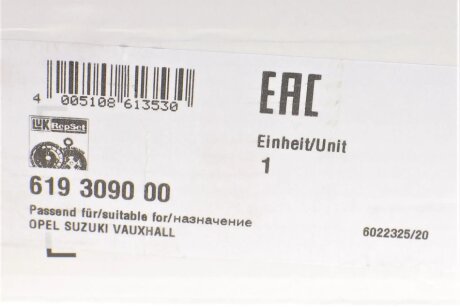 4 005108 613530
EAC
LuK RepSet
Einheit/Unit
1
619 3090 00
Passend für/suitable for/назначение
OPEL SUZUKI VAUXHALL
6022325/20